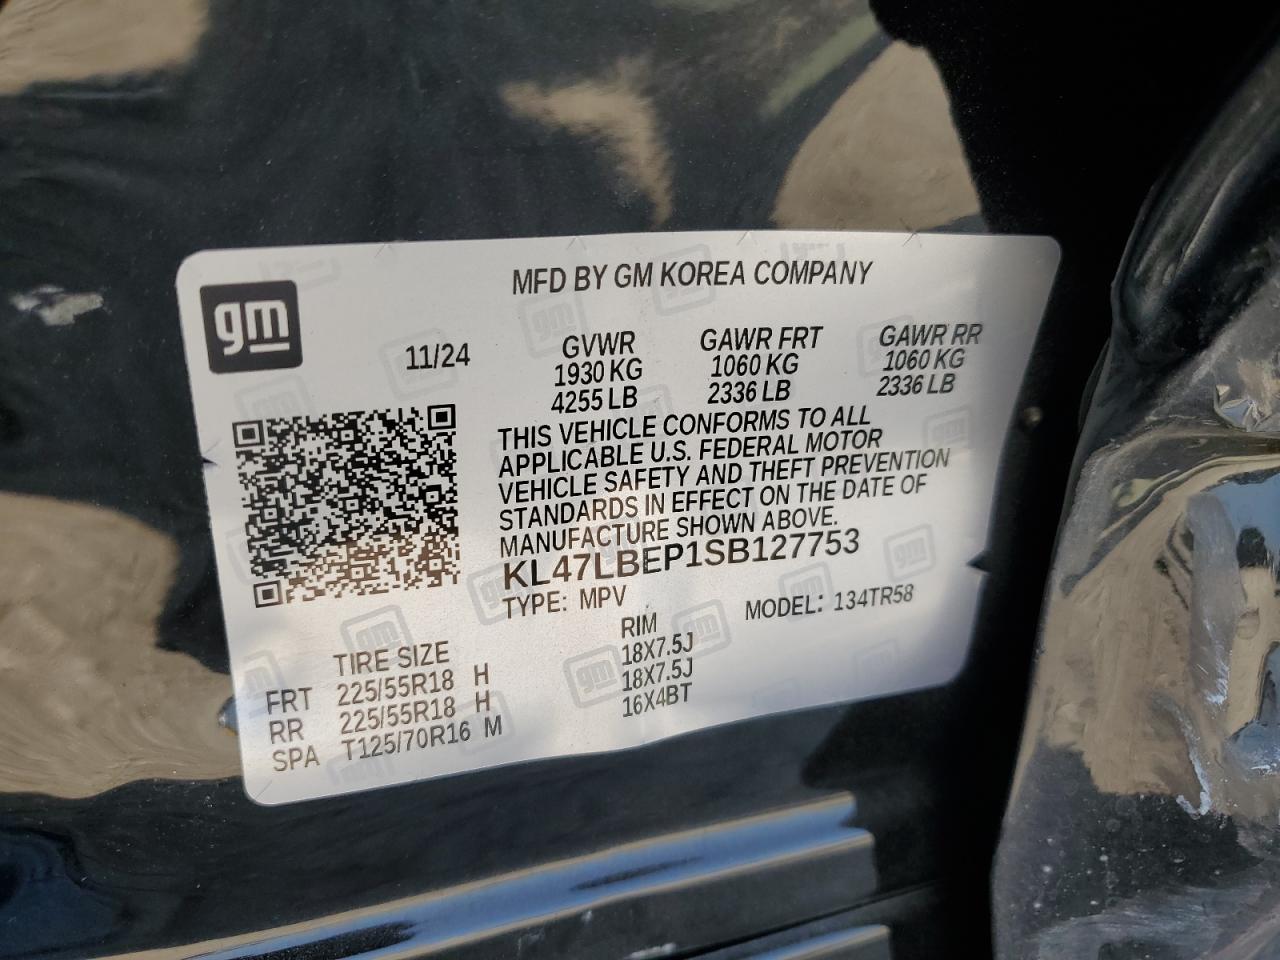 MFD BY GM KOREA COMPANY
gm
11/24
GVWR GAWR FRT GAWR RR
1930 KG 1060 KG 1060 KG
4255 LB 2336 LB 2336 LB
THIS VEHICLE CONFORMS TO ALL
APPLICABLE U.S. FEDERAL MOTOR
VEHICLE SAFETY AND THEFT PREVENTION
STANDARDS IN EFFECT ON THE DATE OF
MANUFACTURE SHOWN ABOVE.
KL47LBEP1SB127753
TYPE: MPV MODEL: 134TR58
TIRE SIZE RIM
FRT 225/55R18 H 18X7.5J
RR 225/55R18 H 18X7.5J
SPA T125/70R16 M 16X4BT